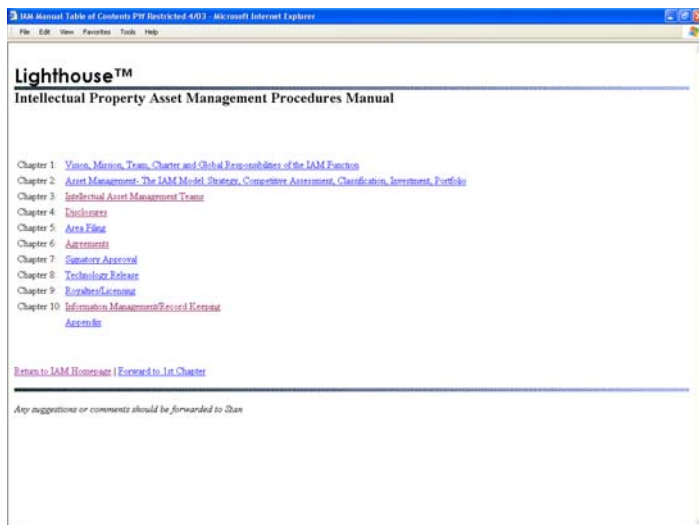 IAM Manual Table of Contents Ptf Restricted 4/03 - Microsoft Internet Explorer
File Edit View Favorites Tools Help
Lighthouse™
Intellectual Property Asset Management Procedures Manual
Chapter 1: Vision, Mission, Team, Charter and Global Responsibilities of the IAM Function
Chapter 2: Asset Management- The IAM Model: Strategy, Competitive Assessment, Classification, Investment, Portfolio
Chapter 3: Intellectual Asset Management Teams
Chapter 4: Disclosures
Chapter 5: Area Filing
Chapter 6: Agreements
Chapter 7: Signatory Approval
Chapter 8: Technology Release
Chapter 9: Royalties/Licensing
Chapter 10: Information Management/Record Keeping
Appendix
Return to IAM Homepage | Forward to 1st Chapter
Any suggestions or comments should be forwarded to Stan